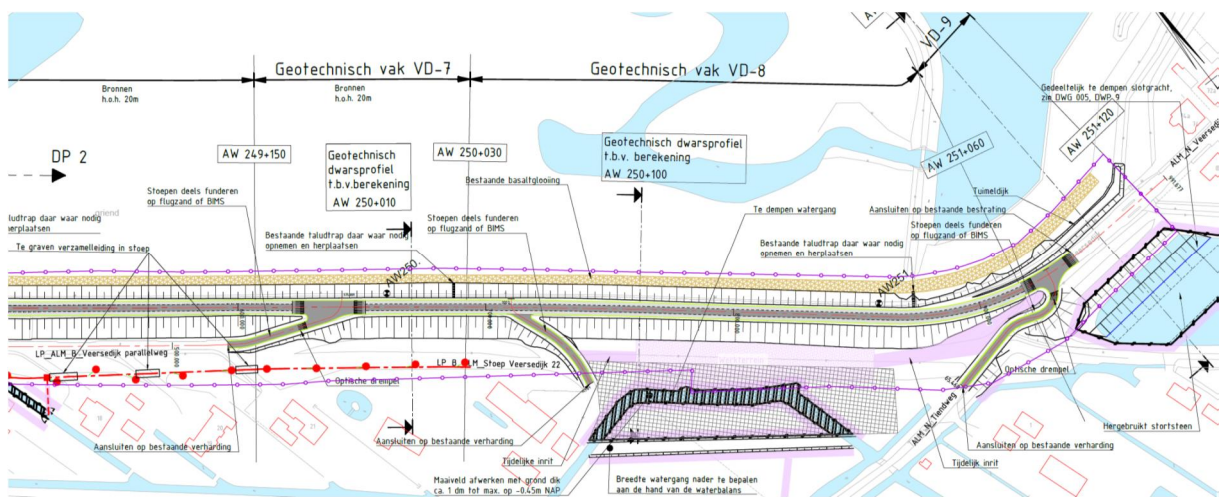 VD-9
Geotechnisch vak VD-7
Geotechnisch vak VD-8
Bronnen
h.o.h. 20m
Bronnen
h.o.h. 20m
Gedeeltelijk te dempen slotgracht,
zie DWG 005, DWP-9
DP 2
AW 249+150
Geotechnisch
dwarsprofiel
t.b.v.berekening
AW 250+010
AW 250+030
Geotechnisch dwarsprofiel
t.b.v. berekening
AW 250+100
AW 251+060
AW 251+120
ALM_N_Veersedijk
Stoepen deels funderen
op flugzand of BIMS
Bestaande basaltglooiing
Tuimeldijk
griend
taludtrap daar waar nodig
herplaatsen
Stoepen deels funderen
op flugzand of BIMS
Te dempen watergang
Aansluiten op bestaande bestrating
Stoepen deels funderen
op flugzand of BIMS
Te graven verzamelleiding in stoep
Bestaande taludtrap daar waar nodig
opnemen en herplaatsen
Bestaande taludtrap daar waar nodig
opnemen en herplaatsen
AW250.
AW251.
LP_ALM_B_Veersedijk parallelweg
LP_B_ALM_Stoep Veersedijk 22
Optische drempel
Optische drempel
ALM_N_Tiendweg
Hergebruikt stortsteen
Aansluiten op bestaande verharding
Aansluiten op bestaande verharding
Aansluiten op bestaande verharding
Tijdelijke inrit
Tijdelijk inrit
Maaiveld afwerken met grond dik
ca. 1 dm tot max. op -0.45m NAP
Breedte watergang nader te bepalen
aan de hand van de waterbalans